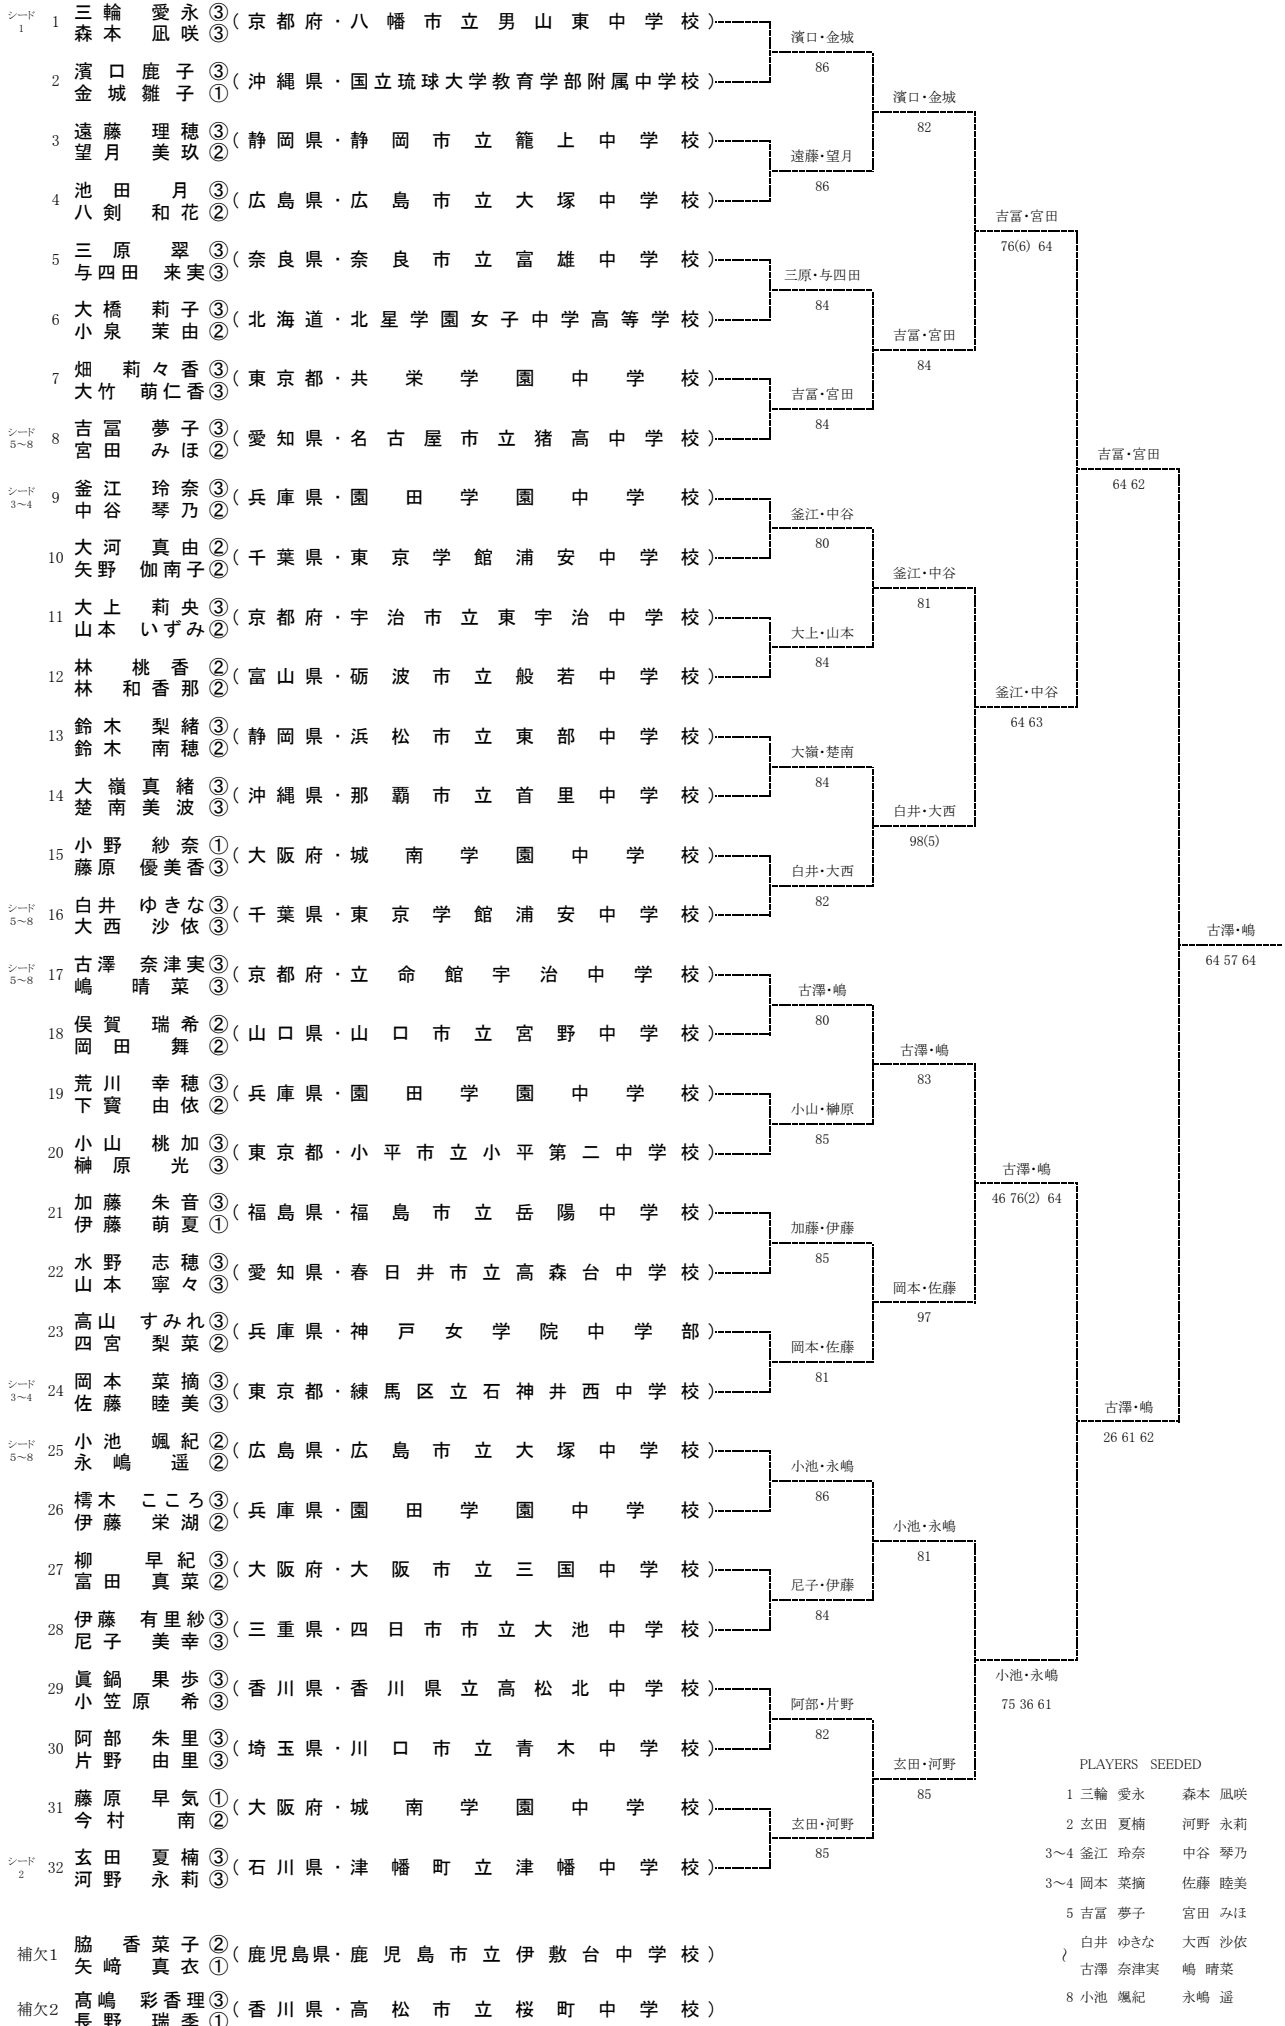 シード
1
1 三輪 愛永 ③
森本 凪咲 ③
(京都府・八幡市立男山東中学校)
濱口・金城
86
2 濱口鹿子 ③
金城雛子 ①
(沖縄県・国立琉球大学教育学部附属中学校)
濱口・金城
82
3 遠藤 理穂 ③
望月 美玖 ②
(静岡県・静岡市立籠上中学校)
遠藤・望月
86
4 池田 月 ③
八剣 和花 ②
(広島県・広島市立大塚中学校)
吉冨・宮田
76(6) 64
5 三原 翠 ③
与四田 来実 ③
(奈良県・奈良市立富雄中学校)
三原・与四田
84
6 大橋 莉子 ③
小泉 茉由 ②
(北海道・北星学園女子中学高等学校)
吉冨・宮田
84
7 畑 莉々香 ③
大竹 萌仁香 ③
(東京都・共栄学園中学校)
吉冨・宮田
84
シード
5～8
8 吉冨 夢子 ③
宮田 みほ ②
(愛知県・名古屋市立猪高中学校)
吉冨・宮田
64 62
シード
3～4
9 釜江 玲奈 ③
中谷 琴乃 ②
(兵庫県・園田学園中学校)
釜江・中谷
80
10 大河 真由 ②
矢野 伽南子 ②
(千葉県・東京学館浦安中学校)
釜江・中谷
81
11 大上 莉央 ③
山本 いずみ ②
(京都府・宇治市立東宇治中学校)
大上・山本
84
12 林 桃香 ②
林 和香那 ②
(富山県・砺波市立般若中学校)
釜江・中谷
64 63
13 鈴木 梨緒 ③
鈴木 南穂 ②
(静岡県・浜松市立東部中学校)
大嶺・楚南
84
14 大嶺真緒 ③
楚南美波 ③
(沖縄県・那覇市立首里中学校)
白井・大西
98(5)
15 小野 紗奈 ①
藤原 優美香 ③
(大阪府・城南学園中学校)
白井・大西
82
シード
5～8
16 白井 ゆきな ③
大西 沙依 ③
(千葉県・東京学館浦安中学校)
古澤・嶋
64 57 64
シード
5～8
17 古澤 奈津実 ③
嶋 晴菜 ③
(京都府・立命館宇治中学校)
古澤・嶋
80
18 俣賀 瑞希 ②
岡田 舞 ②
(山口県・山口市立宮野中学校)
古澤・嶋
83
19 荒川 幸穂 ③
下寳 由依 ②
(兵庫県・園田学園中学校)
小山・榊原
85
20 小山 桃加 ③
榊原 光 ③
(東京都・小平市立小平第二中学校)
古澤・嶋
46 76(2) 64
21 加藤 朱音 ③
伊藤 萌夏 ①
(福島県・福島市立岳陽中学校)
加藤・伊藤
85
22 水野 志穂 ③
山本 寧々 ③
(愛知県・春日井市立高森台中学校)
岡本・佐藤
97
23 高山 すみれ ③
四宮 梨菜 ②
(兵庫県・神戸女学院中学部)
岡本・佐藤
81
シード
3～4
24 岡本 菜摘 ③
佐藤 睦美 ③
(東京都・練馬区立石神井西中学校)
古澤・嶋
26 61 62
シード
5～8
25 小池 颯紀 ②
永嶋 遥 ②
(広島県・広島市立大塚中学校)
小池・永嶋
86
26 樗木 こころ ③
伊藤 栄湖 ②
(兵庫県・園田学園中学校)
小池・永嶋
81
27 柳 早紀 ③
富田 真菜 ②
(大阪府・大阪市立三国中学校)
尼子・伊藤
84
28 伊藤 有里紗 ③
尼子 美幸 ③
(三重県・四日市市立大池中学校)
小池・永嶋
75 36 61
29 眞鍋 果歩 ③
小笠原 希 ③
(香川県・香川県立高松北中学校)
阿部・片野
82
30 阿部 朱里 ③
片野 由里 ③
(埼玉県・川口市立青木中学校)
玄田・河野
85
31 藤原 早気 ①
今村 南 ②
(大阪府・城南学園中学校)
玄田・河野
85
シード
2
32 玄田 夏楠 ③
河野 永莉 ③
(石川県・津幡町立津幡中学校)
PLAYERS SEEDED
1 三輪 愛永 森本 凪咲
2 玄田 夏楠 河野 永莉
3～4 釜江 玲奈 中谷 琴乃
3～4 岡本 菜摘 佐藤 睦美
5 吉冨 夢子 宮田 みほ
白井 ゆきな 大西 沙依
～
古澤 奈津実 嶋 晴菜
8 小池 颯紀 永嶋 遥
補欠1 脇 香菜子 ②
矢﨑 真衣 ①
(鹿児島県・鹿児島市立伊敷台中学校)
補欠2 髙嶋 彩香理 ③
長野 瑞季 ①
(香川県・高松市立桜町中学校)